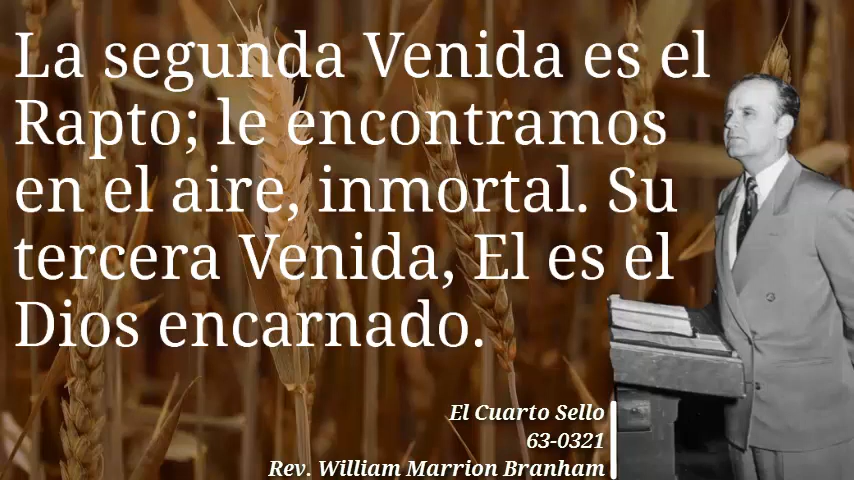 La segunda Venida es el
Rapto; le encontramos
en el aire, inmortal. Su
tercera Venida, El es el
Dios encarnado.
El Cuarto Sello
63-0321
Rev. William Marrion Branham